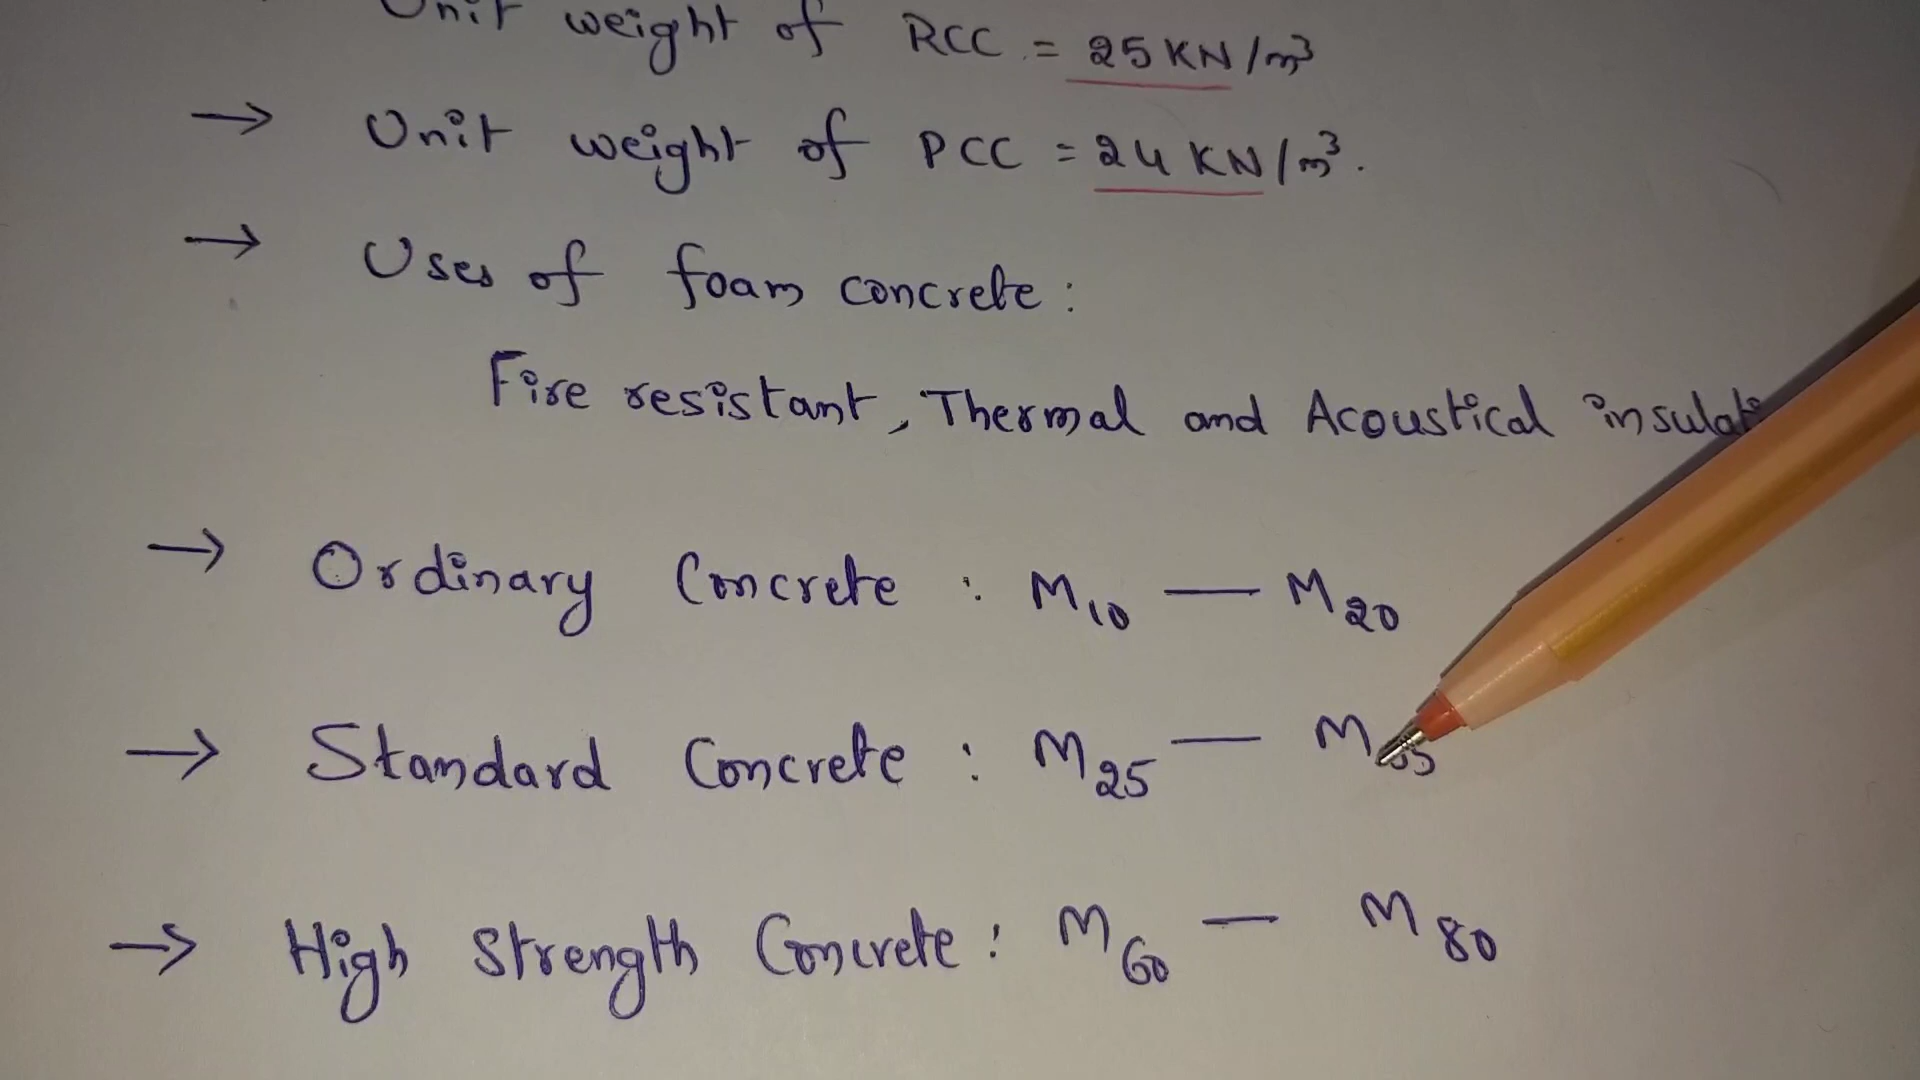 Unit weight of RCC = 25 KN/m³
→ Unit weight of PCC = 24 KN/m³.
→ Uses of foam concrete:
Fire resistant, Thermal and Acoustical
→ Ordinary Concrete : M10 — M20
→ Standard Concrete : M25 — M
→ High Strength Concrete : M60 — M80